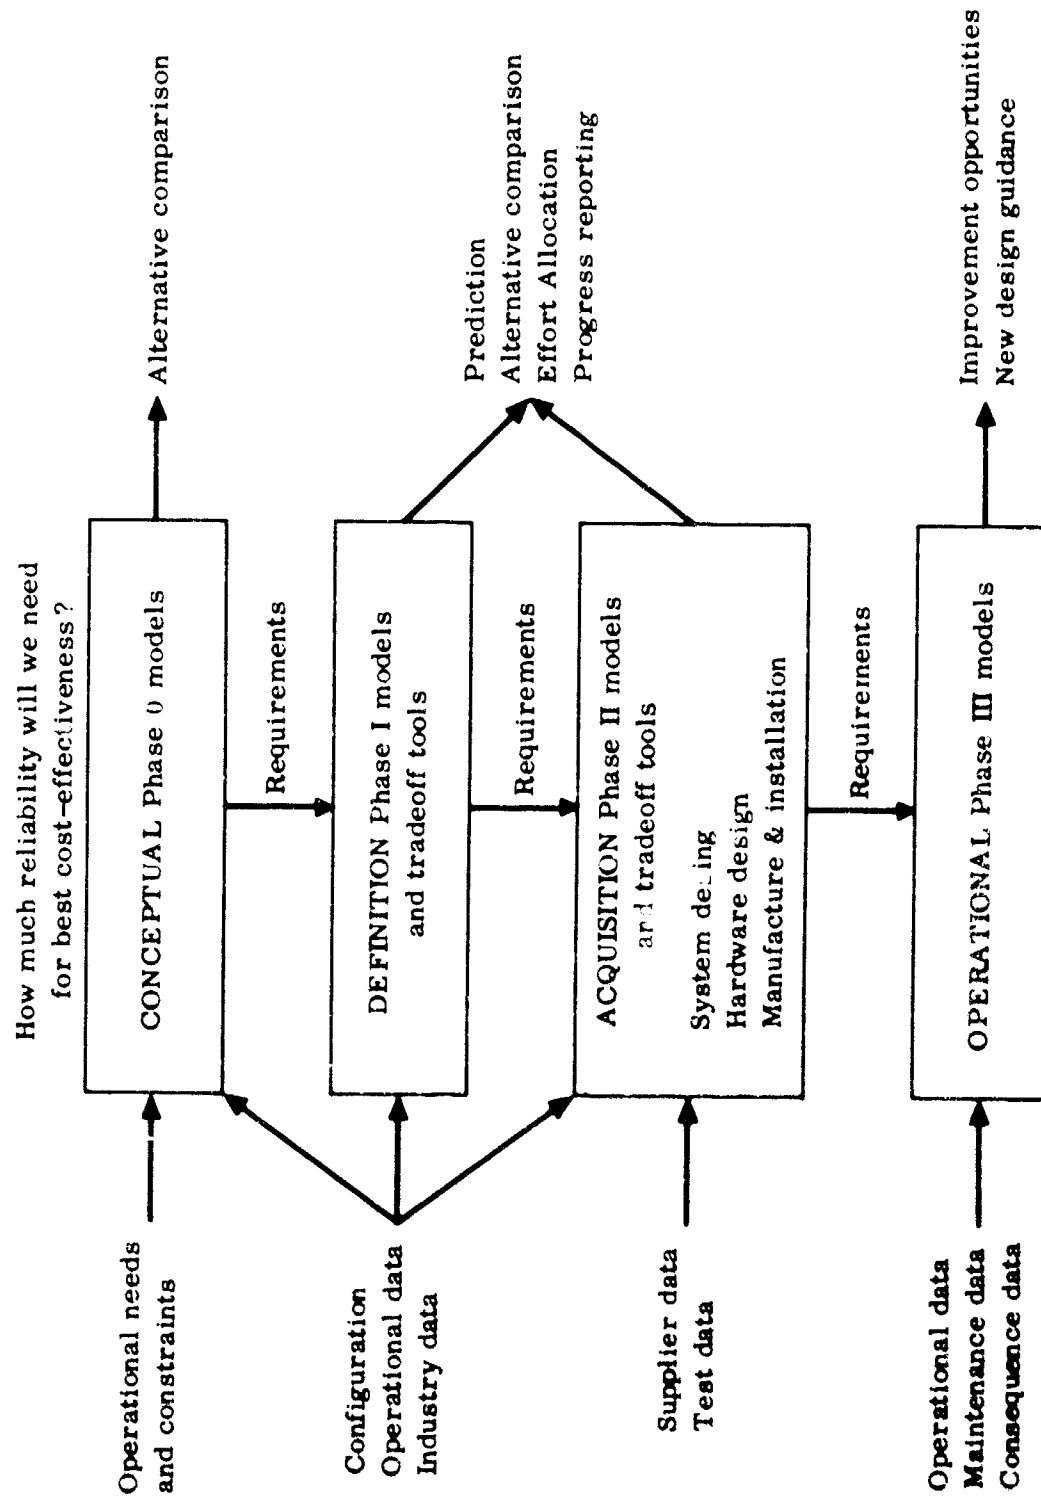 How much reliability will we need
for best cost-effectiveness?
Operational needs
and constraints
CONCEPTUAL Phase 0 models
Alternative comparison
Requirements
Configuration
Operational data
Industry data
DEFINITION Phase I models
and tradeoff tools
Prediction
Alternative comparison
Effort Allocation
Progress reporting
Requirements
Supplier data
Test data
ACQUISITION Phase II models
and tradeoff tools
System
Hardware design
Manufacture & installation
Requirements
Operational data
Maintenance data
Consequence data
OPERATIONAL Phase III models
Improvement opportunities
New design guidance